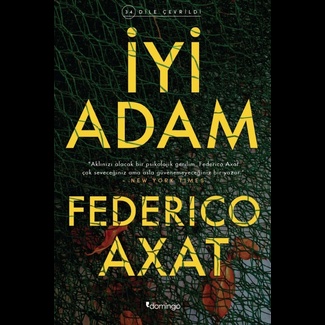 34 DİLE ÇEVRİLDİ
İYİ
ADAM
"Aklınızı alacak bir psikolojik gerilim. Federico Axat
çok seveceğiniz ama asla güvenemeyeceğiniz bir yazar."
NEW YORK TIMES
FEDERICO
AXAT
domingo